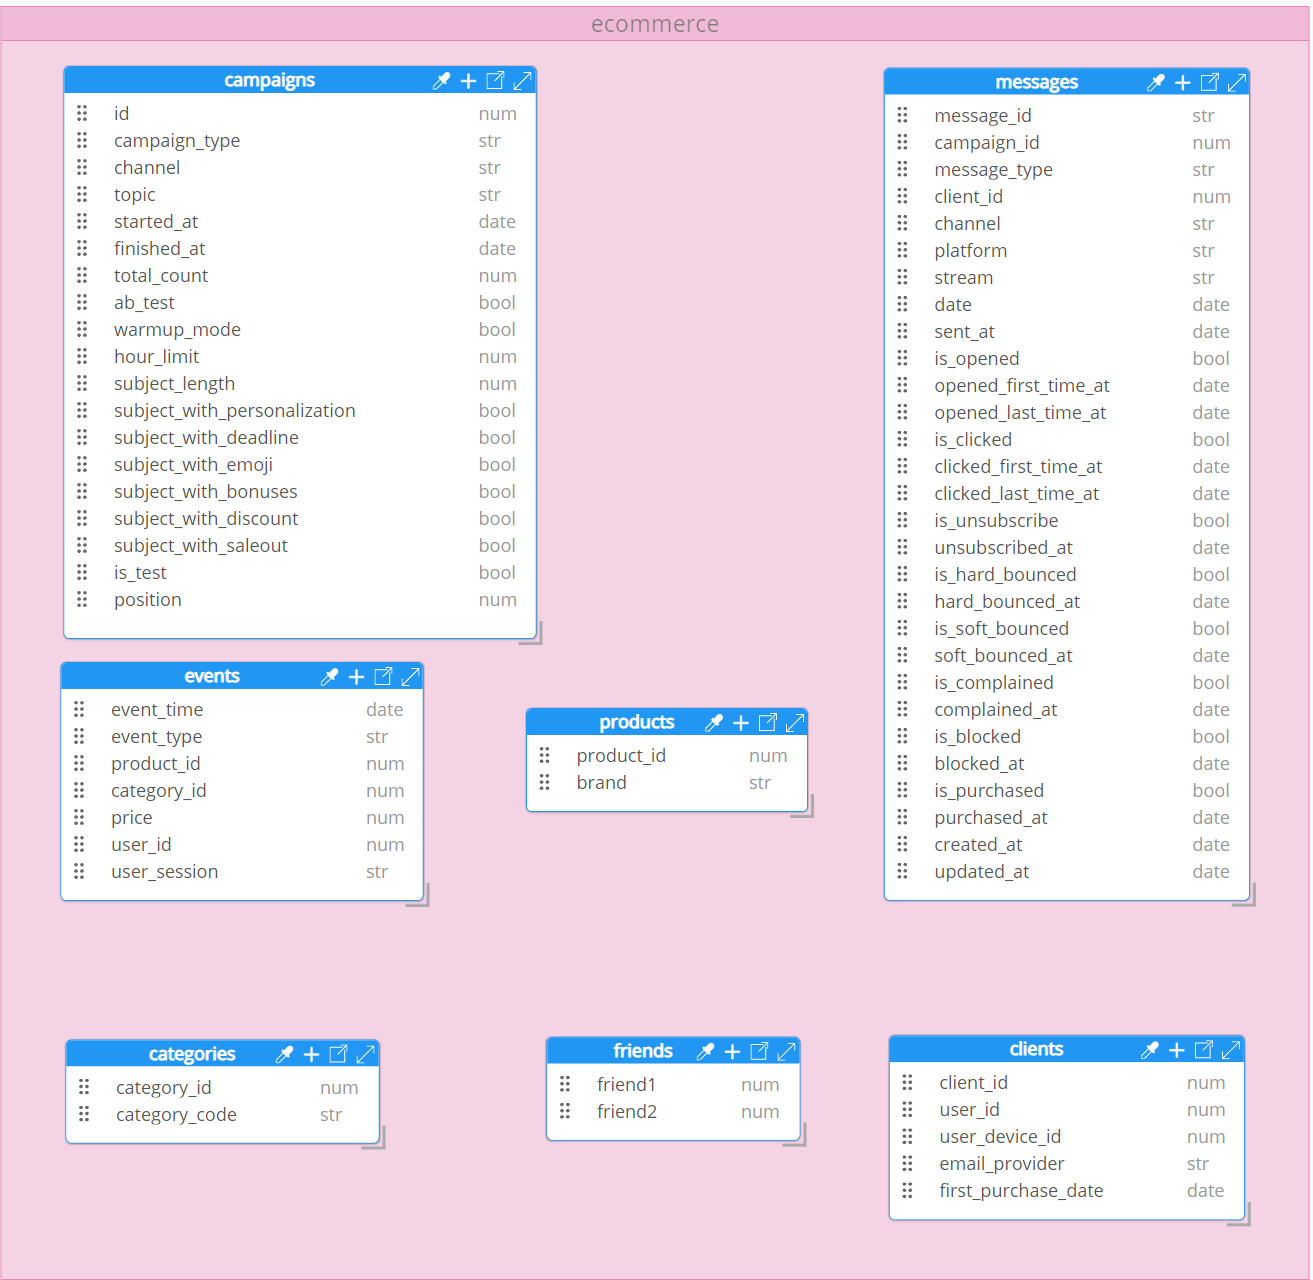 ecommerce
campaigns
id num
campaign_type str
channel str
topic str
started_at date
finished_at date
total_count num
ab_test bool
warmup_mode bool
hour_limit num
subject_length num
subject_with_personalization bool
subject_with_deadline bool
subject_with_emoji bool
subject_with_bonuses bool
subject_with_discount bool
subject_with_saleout bool
is_test bool
position num
messages
message_id str
campaign_id num
message_type str
client_id num
channel str
platform str
stream str
date date
sent_at date
is_opened bool
opened_first_time_at date
opened_last_time_at date
is_clicked bool
clicked_first_time_at date
clicked_last_time_at date
is_unsubscribe bool
unsubscribed_at date
is_hard_bounced bool
hard_bounced_at date
is_soft_bounced bool
soft_bounced_at date
is_complained bool
complained_at date
is_blocked bool
blocked_at date
is_purchased bool
purchased_at date
created_at date
updated_at date
events
event_time date
event_type str
product_id num
category_id num
price num
user_id num
user_session str
products
product_id num
brand str
categories
category_id num
category_code str
friends
friend1 num
friend2 num
clients
client_id num
user_id num
user_device_id num
email_provider str
first_purchase_date date